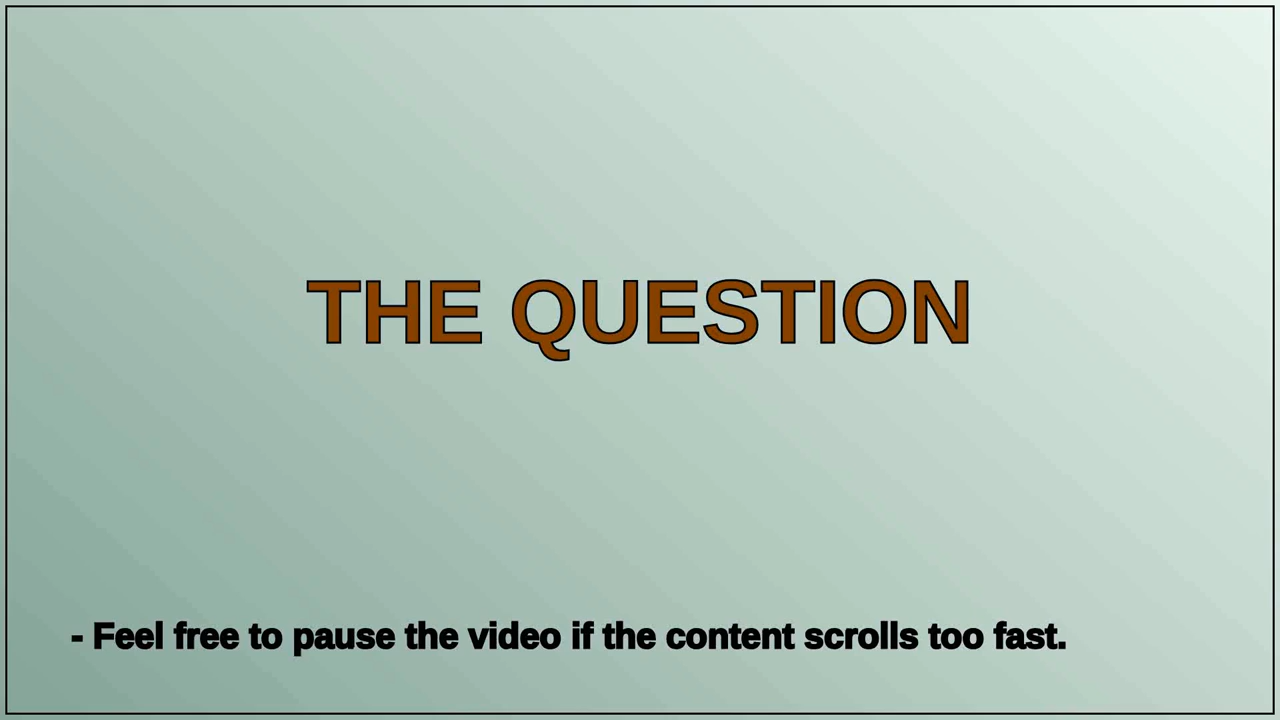 THE QUESTION
- Feel free to pause the video if the content scrolls too fast.